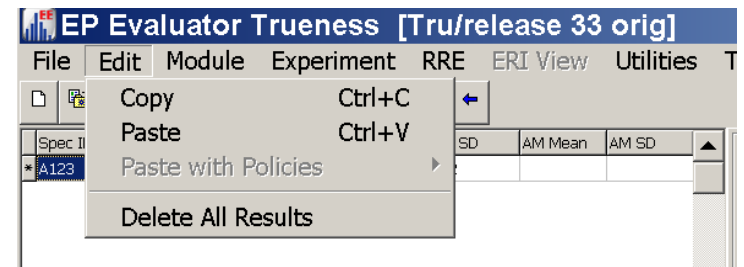 EP Evaluator Trueness [Tru/release 33 orig]
File Edit Module Experiment RRE ERI View Utilities
Copy Ctrl+C
Paste Ctrl+V
Paste with Policies
Delete All Results
Spec SD AM Mean AM SD
* A123